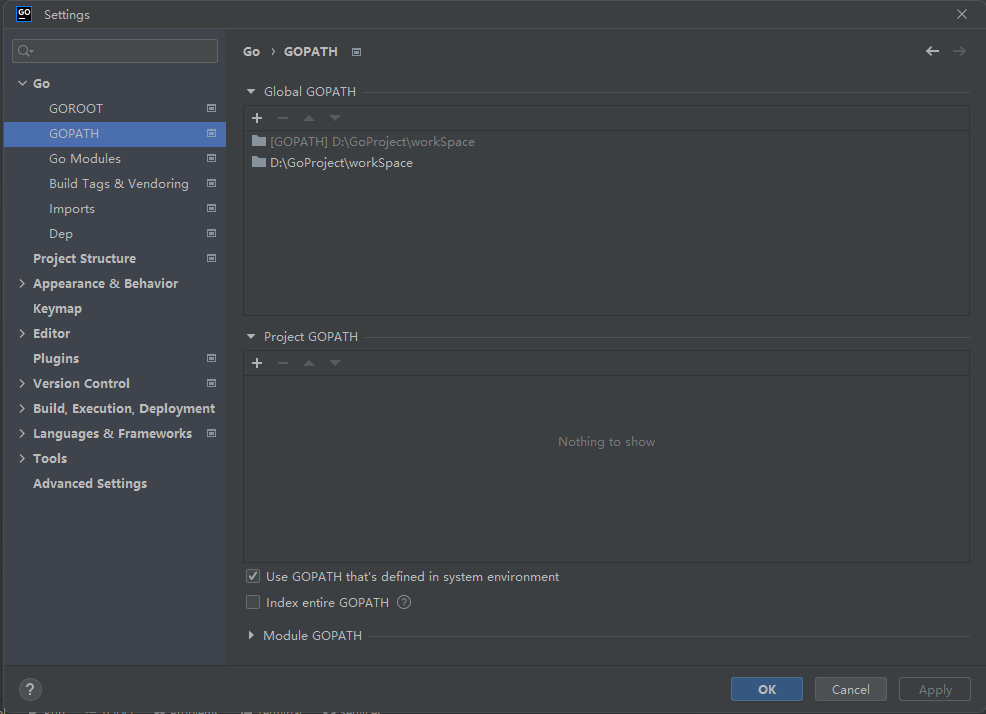 GO
Settings
Go
GOROOT
GOPATH
Go Modules
Build Tags & Vendoring
Imports
Dep
Project Structure
Appearance & Behavior
Keymap
Editor
Plugins
Version Control
Build, Execution, Deployment
Languages & Frameworks
Tools
Advanced Settings
Go › GOPATH
Global GOPATH
[GOPATH] D:\GoProject\workSpace
D:\GoProject\workSpace
Project GOPATH
Nothing to show
Use GOPATH that's defined in system environment
Index entire GOPATH ?
Module GOPATH
? OK Cancel Apply